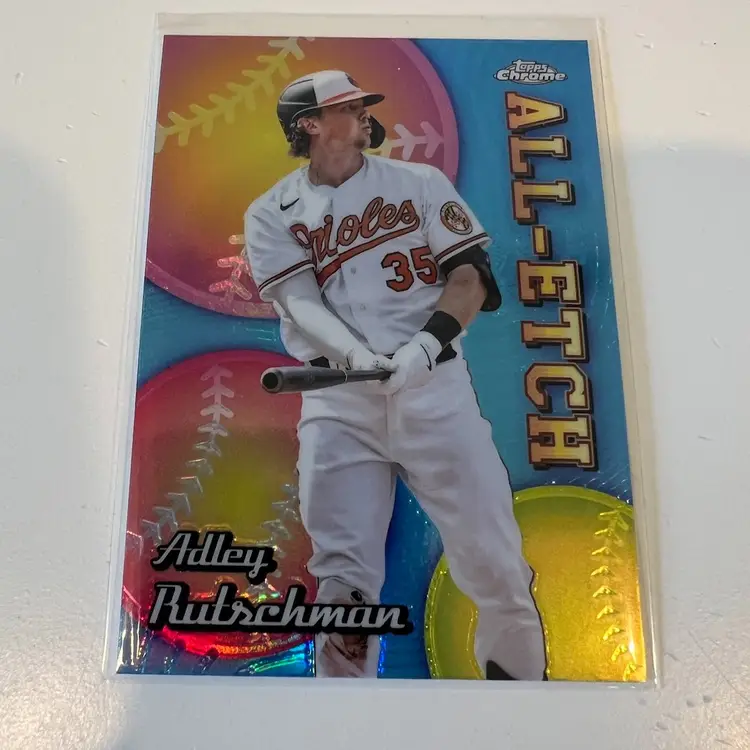 Topps
Chrome
ALL-ETCH
Orioles
35
Adley
Rutschman